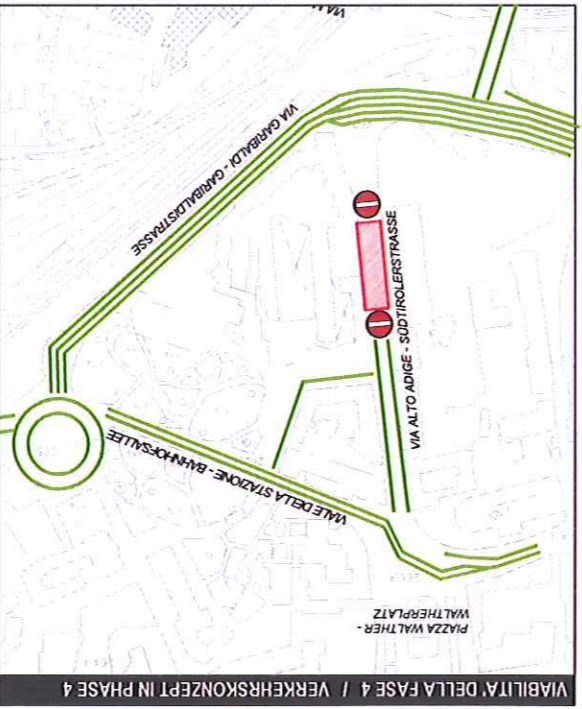 VIABILITA' DELLA FASE 4 / VERKEHRSKONZEPT IN PHASE 4
PIAZZA WALTHER -
WALTHERPLATZ
VIALE DELLA STAZIONE - BAHNHOFSALLEE
VIA ALTO ADIGE - SÜDTIROLERSTRASSE
VIA GARIBALDI - GARIBALDISTRASSE